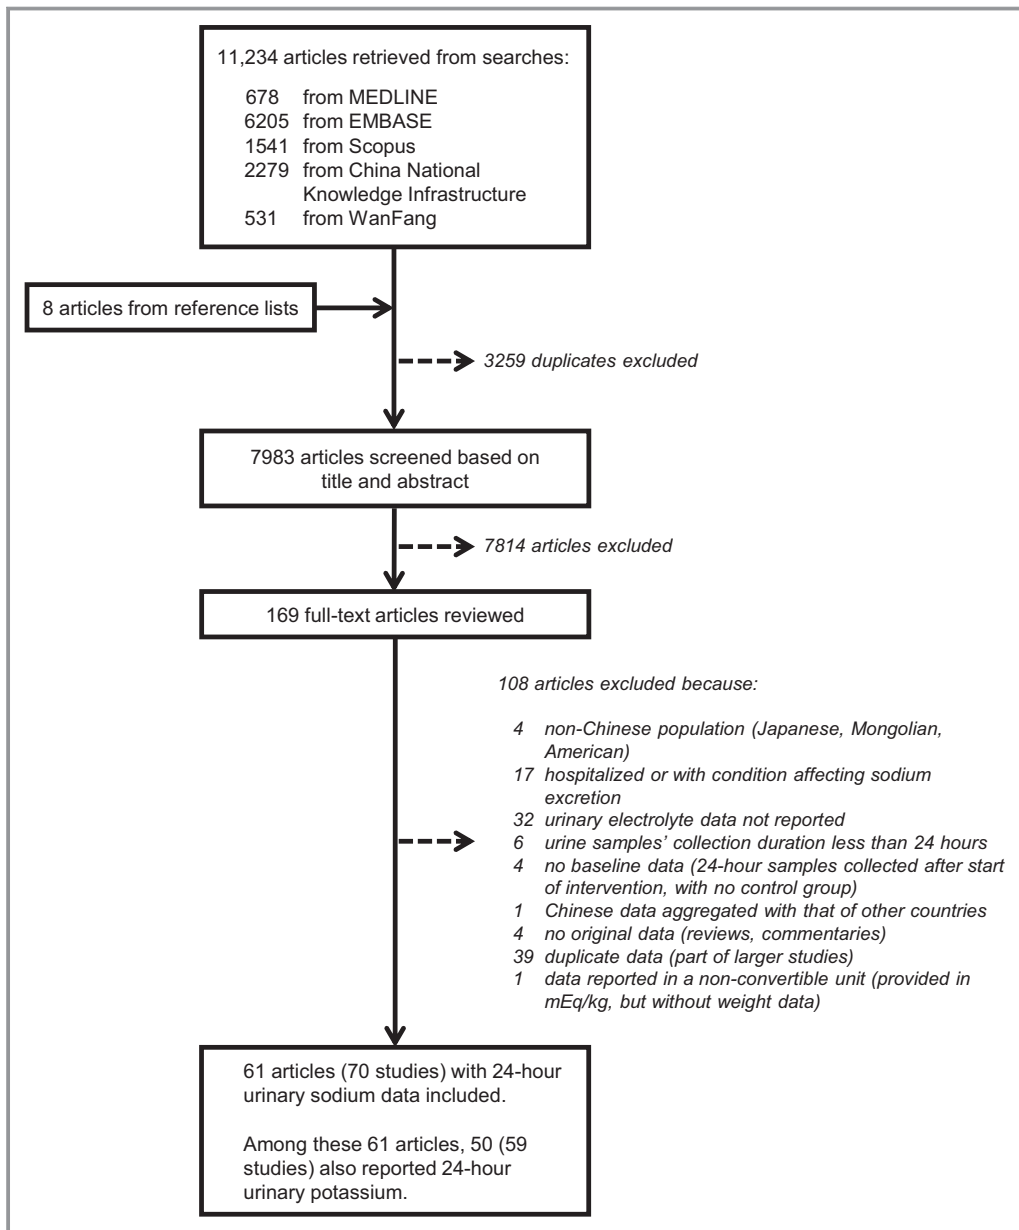 11,234 articles retrieved from searches:
678 from MEDLINE
6205 from EMBASE
1541 from Scopus
2279 from China National
Knowledge Infrastructure
531 from WanFang
8 articles from reference lists
3259 duplicates excluded
7983 articles screened based on
title and abstract
7814 articles excluded
169 full-text articles reviewed
108 articles excluded because:
4 non-Chinese population (Japanese, Mongolian,
American)
17 hospitalized or with condition affecting sodium
excretion
32 urinary electrolyte data not reported
6 urine samples’ collection duration less than 24 hours
4 no baseline data (24-hour samples collected after start
of intervention, with no control group)
1 Chinese data aggregated with that of other countries
4 no original data (reviews, commentaries)
39 duplicate data (part of larger studies)
1 data reported in a non-convertible unit (provided in
mEq/kg, but without weight data)
61 articles (70 studies) with 24-hour
urinary sodium data included.
Among these 61 articles, 50 (59
studies) also reported 24-hour
urinary potassium.